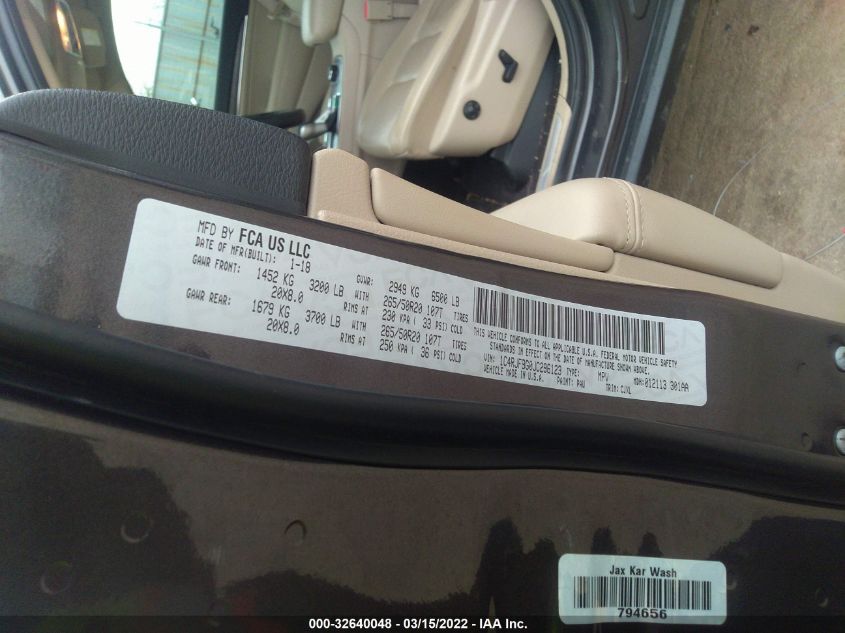 MFD BY FCA US LLC
DATE OF MFR(BUILT): 1-18
GVWR: 2949 KG 6500 LB
GAWR FRONT: 1452 KG 3200 LB WITH 265/50R20 107T TIRES
20X8.0 RIMS AT 230 KPA ( 33 PSI) COLD
GAWR REAR: 1679 KG 3700 LB WITH 265/50R20 107T TIRES
20X8.0 RIMS AT 250 KPA ( 36 PSI) COLD
THIS VEHICLE CONFORMS TO ALL APPLICABLE U.S.A. FEDERAL MOTOR VEHICLE SAFETY
STANDARDS IN EFFECT ON THE DATE OF MANUFACTURE SHOWN ABOVE.
VIN: TYPE: MPV MDH:012113 301AA
VEHICLE MADE IN U.S.A. PAINT: PAU TRIM: CJXL
Jax Kar Wash
794656
000-32640048 - 03/15/2022 - IAA Inc.